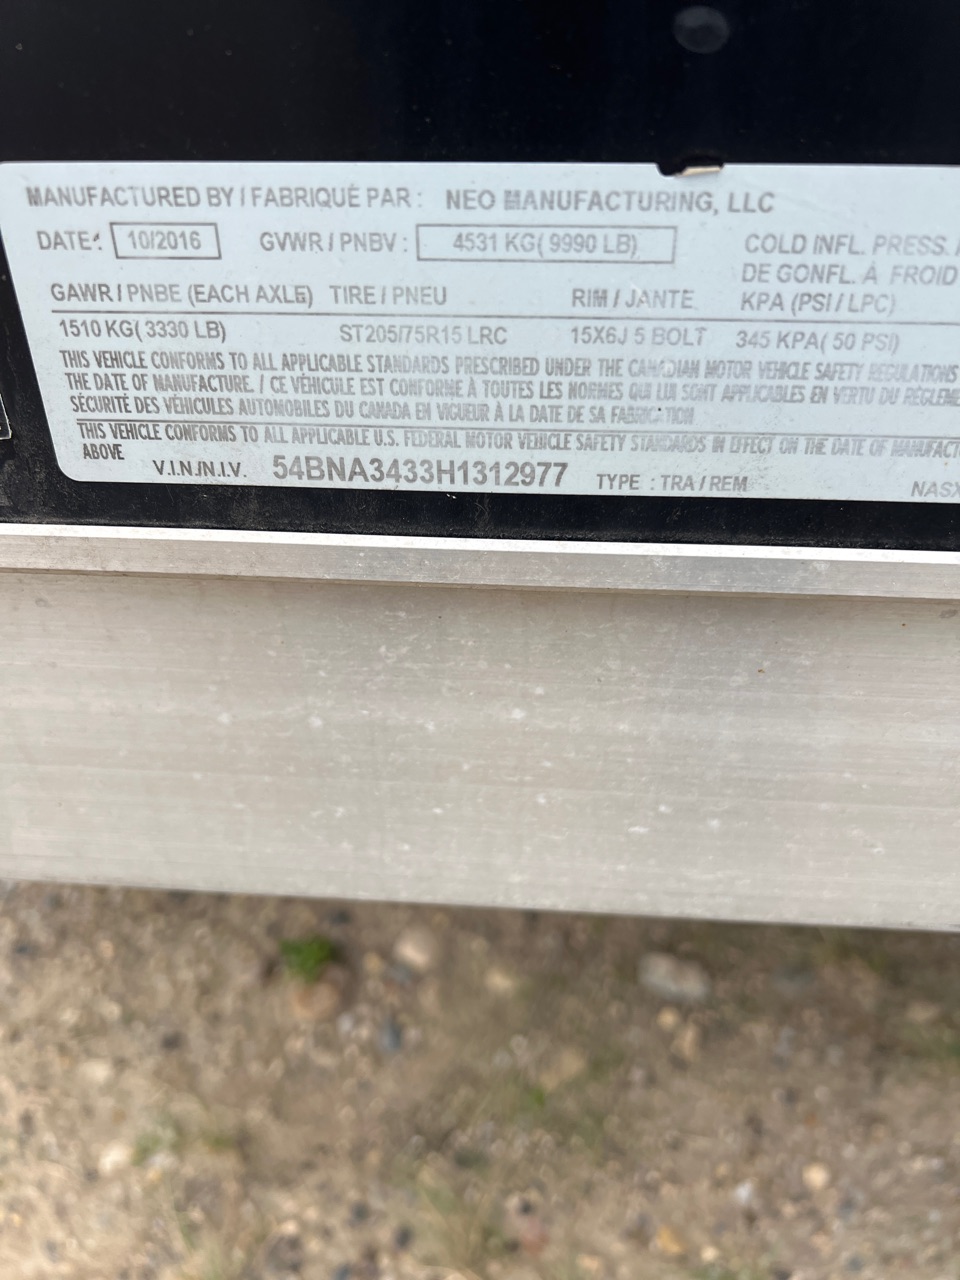 MANUFACTURED BY / FABRIQUÉ PAR : NEO MANUFACTURING, LLC
DATE: 10/2016 GVWR / PNBV : 4531 KG( 9990 LB)
COLD INFL. PRESS.
DE GONFL. À FROID
GAWR / PNBE (EACH AXLE) TIRE / PNEU RIM / JANTE KPA (PSI / LPC)
1510 KG( 3330 LB) ST205/75R15 LRC 15X6J 5 BOLT 345 KPA( 50 PSI)
THIS VEHICLE CONFORMS TO ALL APPLICABLE STANDARDS PRESCRIBED UNDER THE CANADIAN MOTOR VEHICLE SAFETY REGULATIONS
THE DATE OF MANUFACTURE. / CE VÉHICULE EST CONFORME À TOUTES LES NORMES QUI LUI SONT APPLICABLES EN VERTU DU RÉGLEME
SÉCURITÉ DES VÉHICULES AUTOMOBILES DU CANADA EN VIGUEUR À LA DATE DE SA FABRICATION
THIS VEHICLE CONFORMS TO ALL APPLICABLE U.S. FEDERAL MOTOR VEHICLE SAFETY STANDARDS IN EFFECT ON THE DATE OF MANUFACT
ABOVE
V.I.N./N.I.V. 54BNA3433H1312977 TYPE : TRA / REM NASX